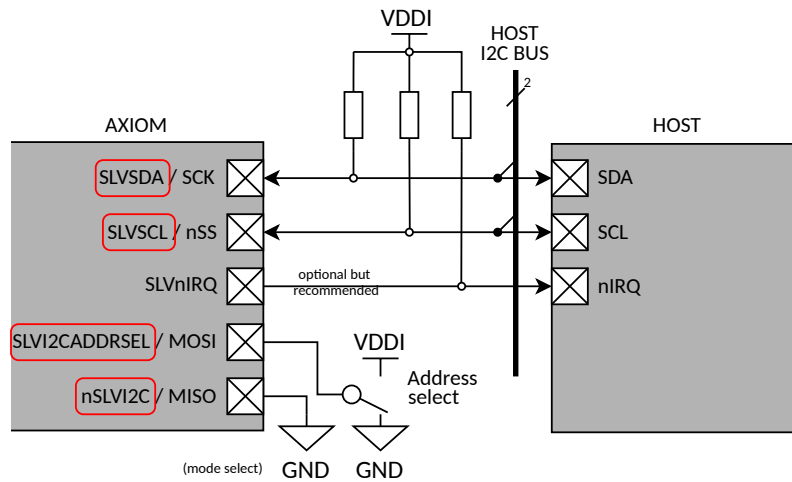 VDDI
HOST
I2C BUS
2
AXIOM
HOST
SLVSDA / SCK
SDA
SLVSCL / nSS
SCL
SLVnIRQ
optional but
recommended
nIRQ
SLVI2CADDRSEL / MOSI
VDDI
Address
select
nSLVI2C / MISO
(mode select)
GND
GND